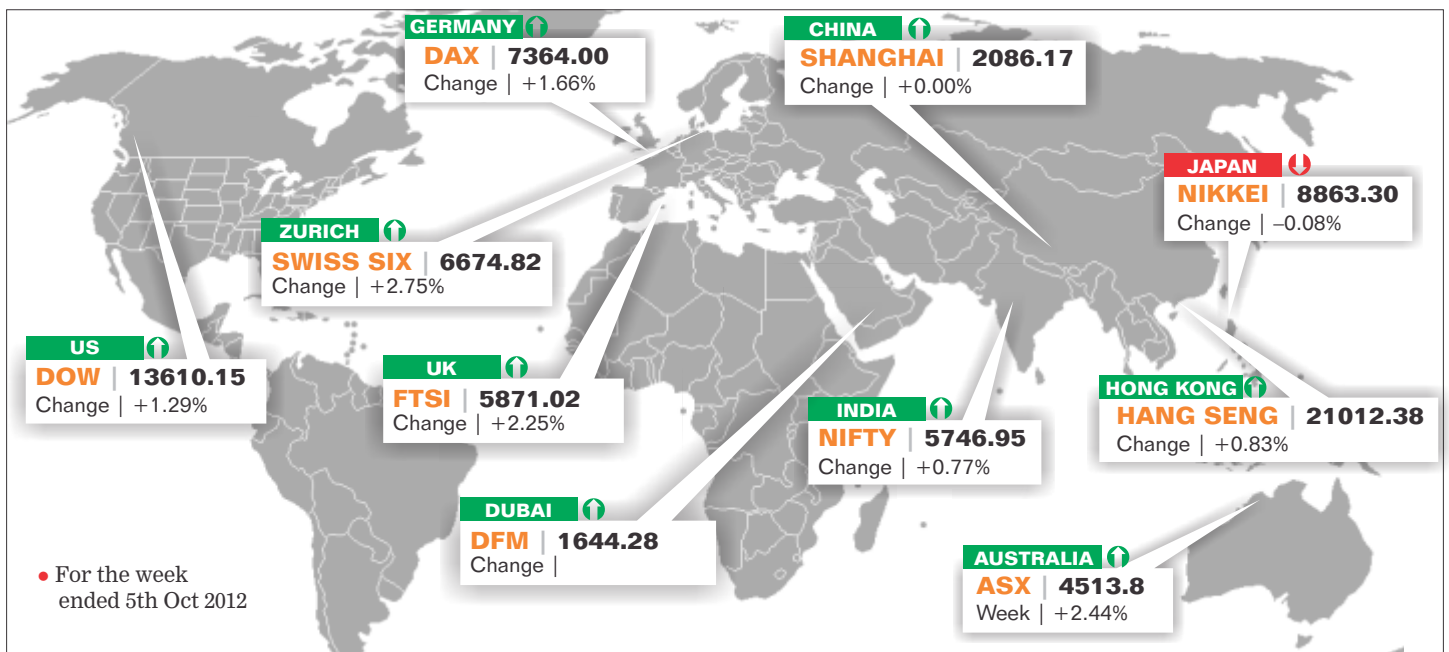 GERMANY
DAX | 7364.00
Change | +1.66%
CHINA
SHANGHAI | 2086.17
Change | +0.00%
JAPAN
NIKKEI | 8863.30
Change | –0.08%
ZURICH
SWISS SIX | 6674.82
Change | +2.75%
US
DOW | 13610.15
Change | +1.29%
UK
FTSI | 5871.02
Change | +2.25%
INDIA
NIFTY | 5746.95
Change | +0.77%
HONG KONG
HANG SENG | 21012.38
Change | +0.83%
DUBAI
DFM | 1644.28
Change |
AUSTRALIA
ASX | 4513.8
Week | +2.44%
• For the week
ended 5th Oct 2012